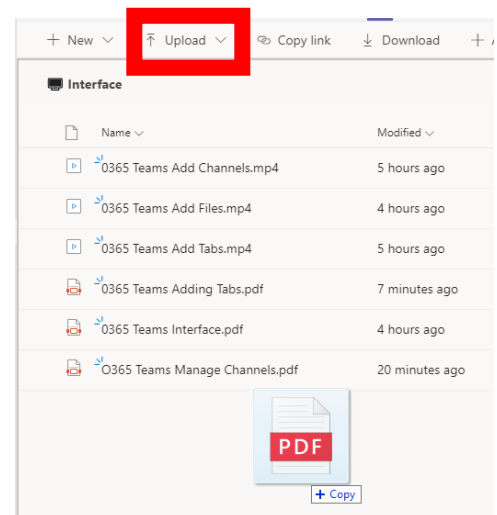 + New Upload Copy link Download + A
Interface
Name Modified
0365 Teams Add Channels.mp4 5 hours ago
0365 Teams Add Files.mp4 4 hours ago
0365 Teams Add Tabs.mp4 5 hours ago
0365 Teams Adding Tabs.pdf 7 minutes ago
0365 Teams Interface.pdf 4 hours ago
O365 Teams Manage Channels.pdf 20 minutes ago
PDF
+ Copy